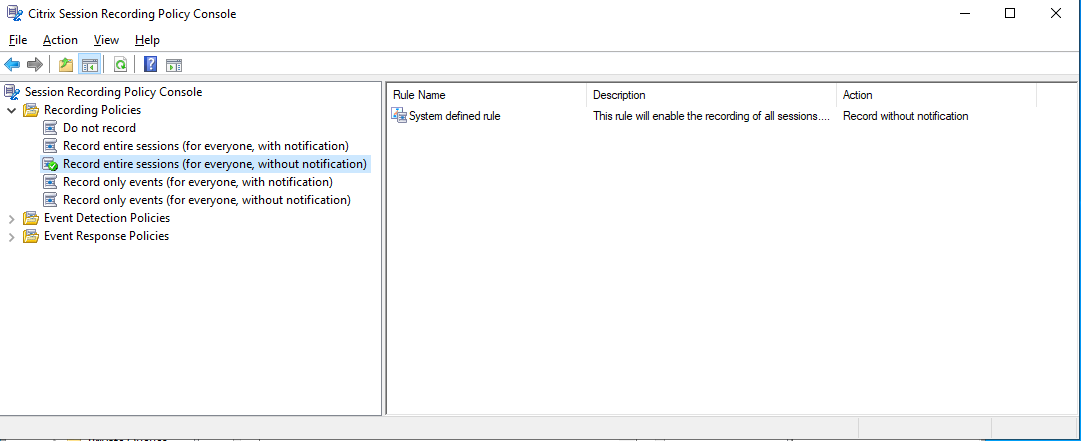 Citrix Session Recording Policy Console
File Action View Help
Session Recording Policy Console
Recording Policies
Do not record
Record entire sessions (for everyone, with notification)
Record entire sessions (for everyone, without notification)
Record only events (for everyone, with notification)
Record only events (for everyone, without notification)
Event Detection Policies
Event Response Policies
Rule Name Description Action
System defined rule This rule will enable the recording of all sessions.... Record without notification